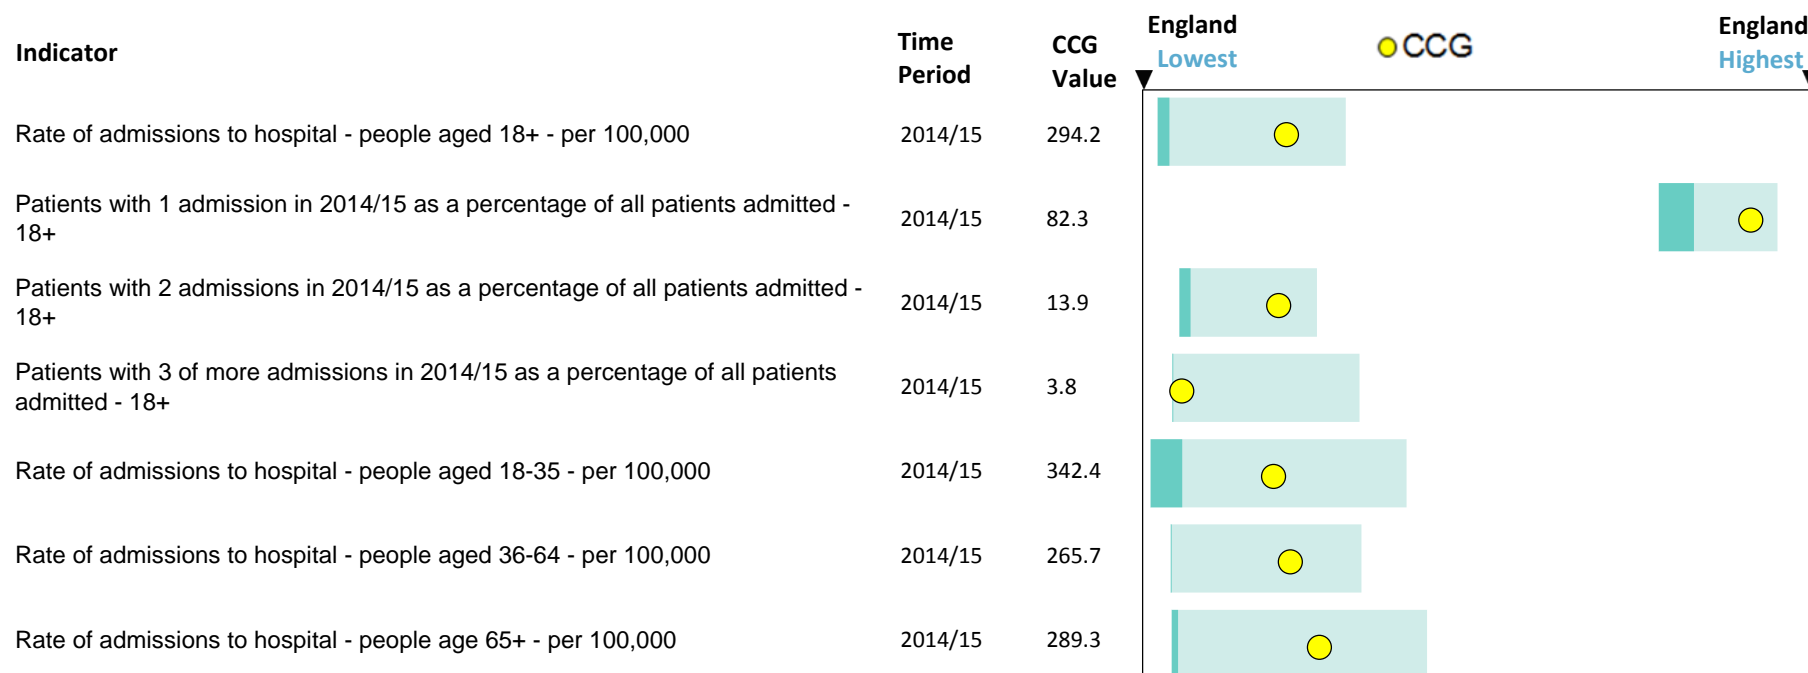 Indicator
Time Period
CCG Value
England Lowest
CCG
England Highest
Rate of admissions to hospital - people aged 18+ - per 100,000 2014/15 294.2
Patients with 1 admission in 2014/15 as a percentage of all patients admitted -
18+
2014/15 82.3
Patients with 2 admissions in 2014/15 as a percentage of all patients admitted -
18+
2014/15 13.9
Patients with 3 of more admissions in 2014/15 as a percentage of all patients
admitted - 18+
2014/15 3.8
Rate of admissions to hospital - people aged 18-35 - per 100,000 2014/15 342.4
Rate of admissions to hospital - people aged 36-64 - per 100,000 2014/15 265.7
Rate of admissions to hospital - people age 65+ - per 100,000 2014/15 289.3